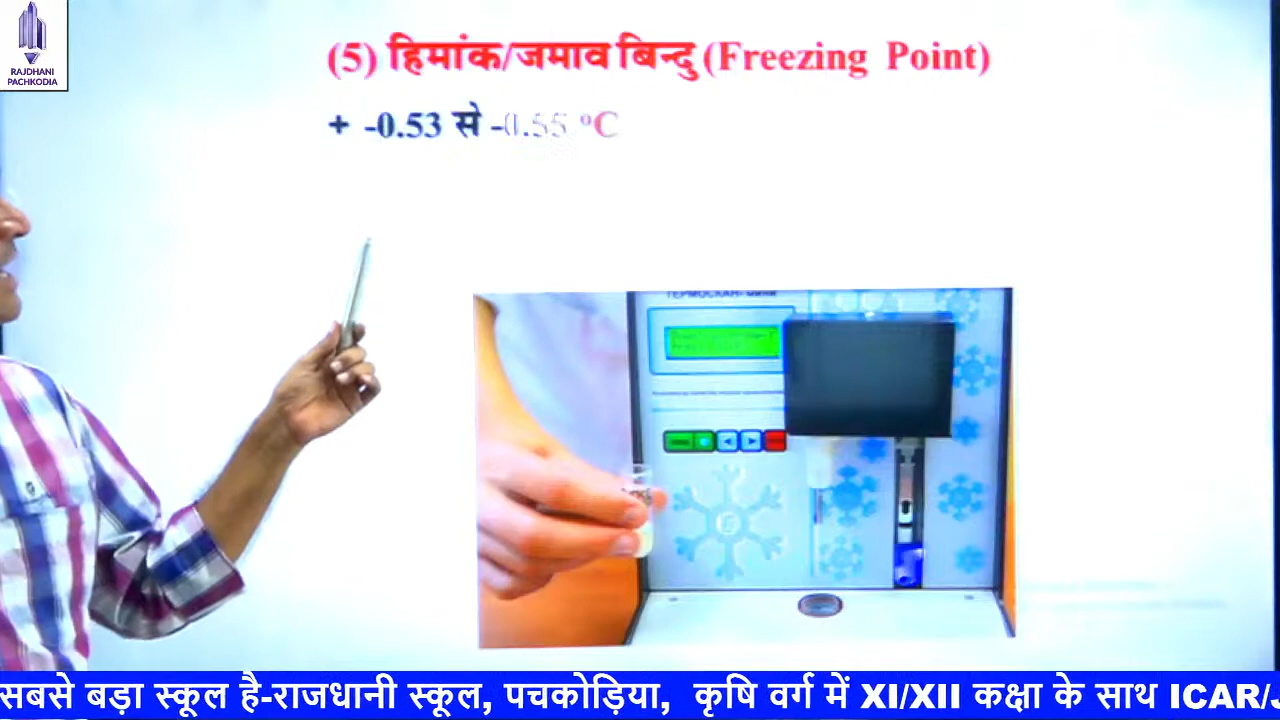 RAJDHANI
PACHKODIA
(5) हिमांक/जमाव बिन्दु (Freezing Point)
+ -0.53 से -0.55 °C
सबसे बड़ा स्कूल है-राजधानी स्कूल, पचकोड़िया, कृषि वर्ग में XI/XII कक्षा के साथ ICAR/J